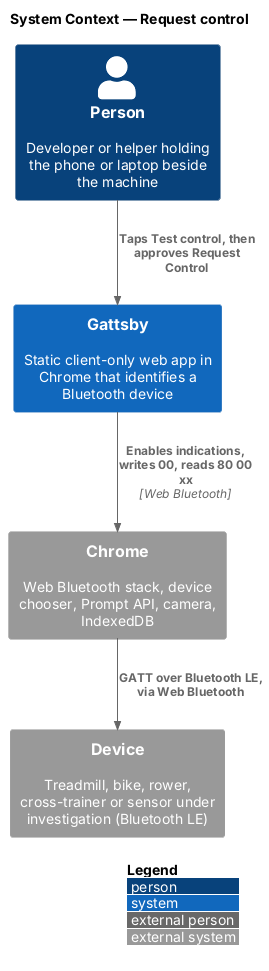 System Context — Request control
Person
Developer or helper holding
the phone or laptop beside
the machine
Taps Test control, then
approves Request
Control
Gattsby
Static client-only web app in
Chrome that identifies a
Bluetooth device
Enables indications,
writes 00, reads 80 00
xx
[Web Bluetooth]
Chrome
Web Bluetooth stack, device
chooser, Prompt API, camera,
IndexedDB
GATT over Bluetooth LE,
via Web Bluetooth
Device
Treadmill, bike, rower,
cross-trainer or sensor under
investigation (Bluetooth LE)
Legend
person
system
external person
external system